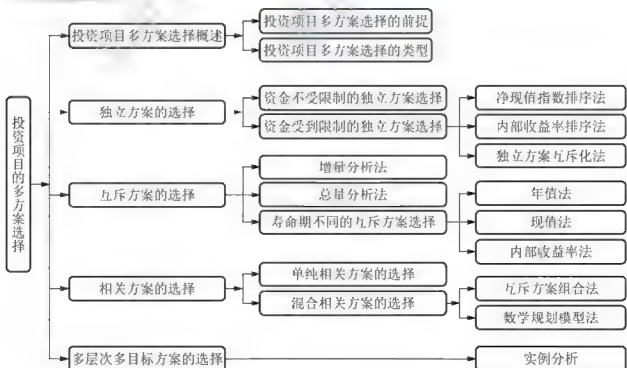 投资项目的多方案选择
投资项目多方案选择概述
投资项目多方案选择的前提
投资项目多方案选择的类型
独立方案的选择
资金不受限制的独立方案选择
资金受到限制的独立方案选择
净现值指数排序法
内部收益率排序法
独立方案互斥化法
互斥方案的选择
增量分析法
总量分析法
寿命期不同的互斥方案选择
年值法
现值法
内部收益率法
相关方案的选择
单纯相关方案的选择
混合相关方案的选择
互斥方案组合法
数学规划模型法
多层次多目标方案的选择
实例分析